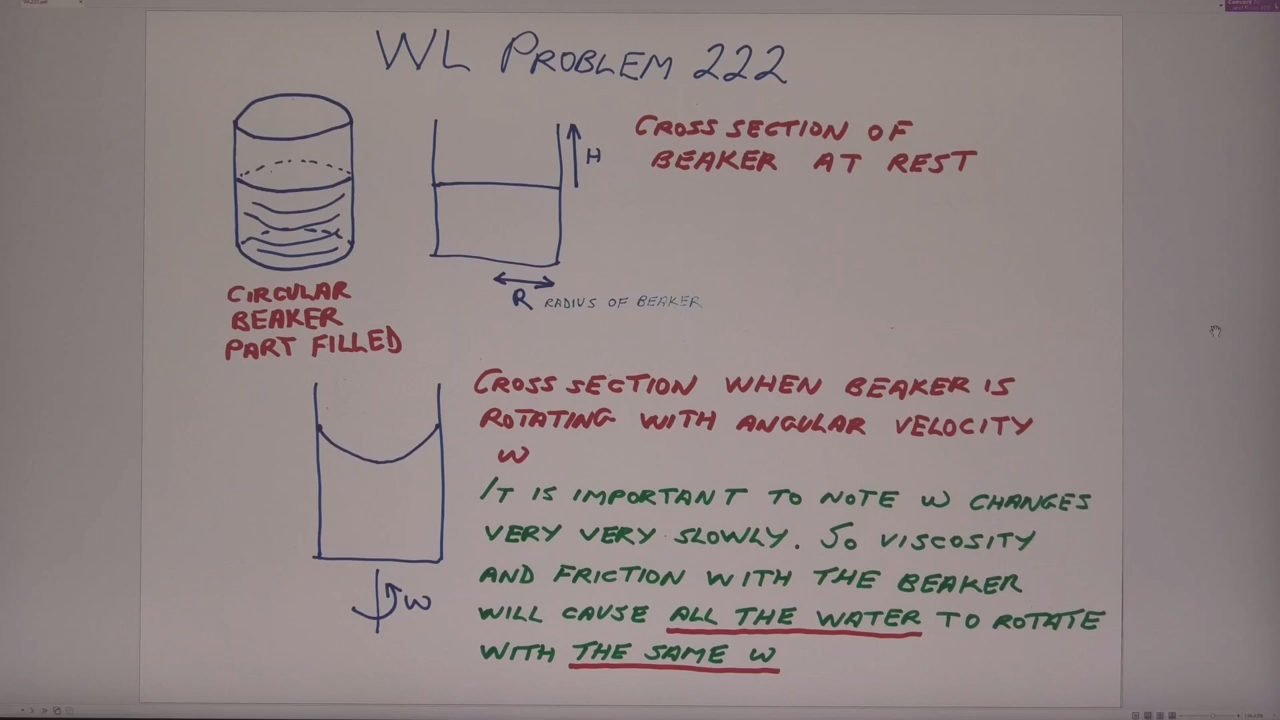 WL PROBLEM 222
CROSS SECTION OF
BEAKER AT REST
H
R RADIUS OF BEAKER
CIRCULAR
BEAKER
PART FILLED
CROSS SECTION WHEN BEAKER IS
ROTATING WITH ANGULAR VELOCITY
W
IT IS IMPORTANT TO NOTE W CHANGES
VERY VERY SLOWLY. SO VISCOSITY
AND FRICTION WITH THE BEAKER
WILL CAUSE ALL THE WATER TO ROTATE
WITH THE SAME W
W